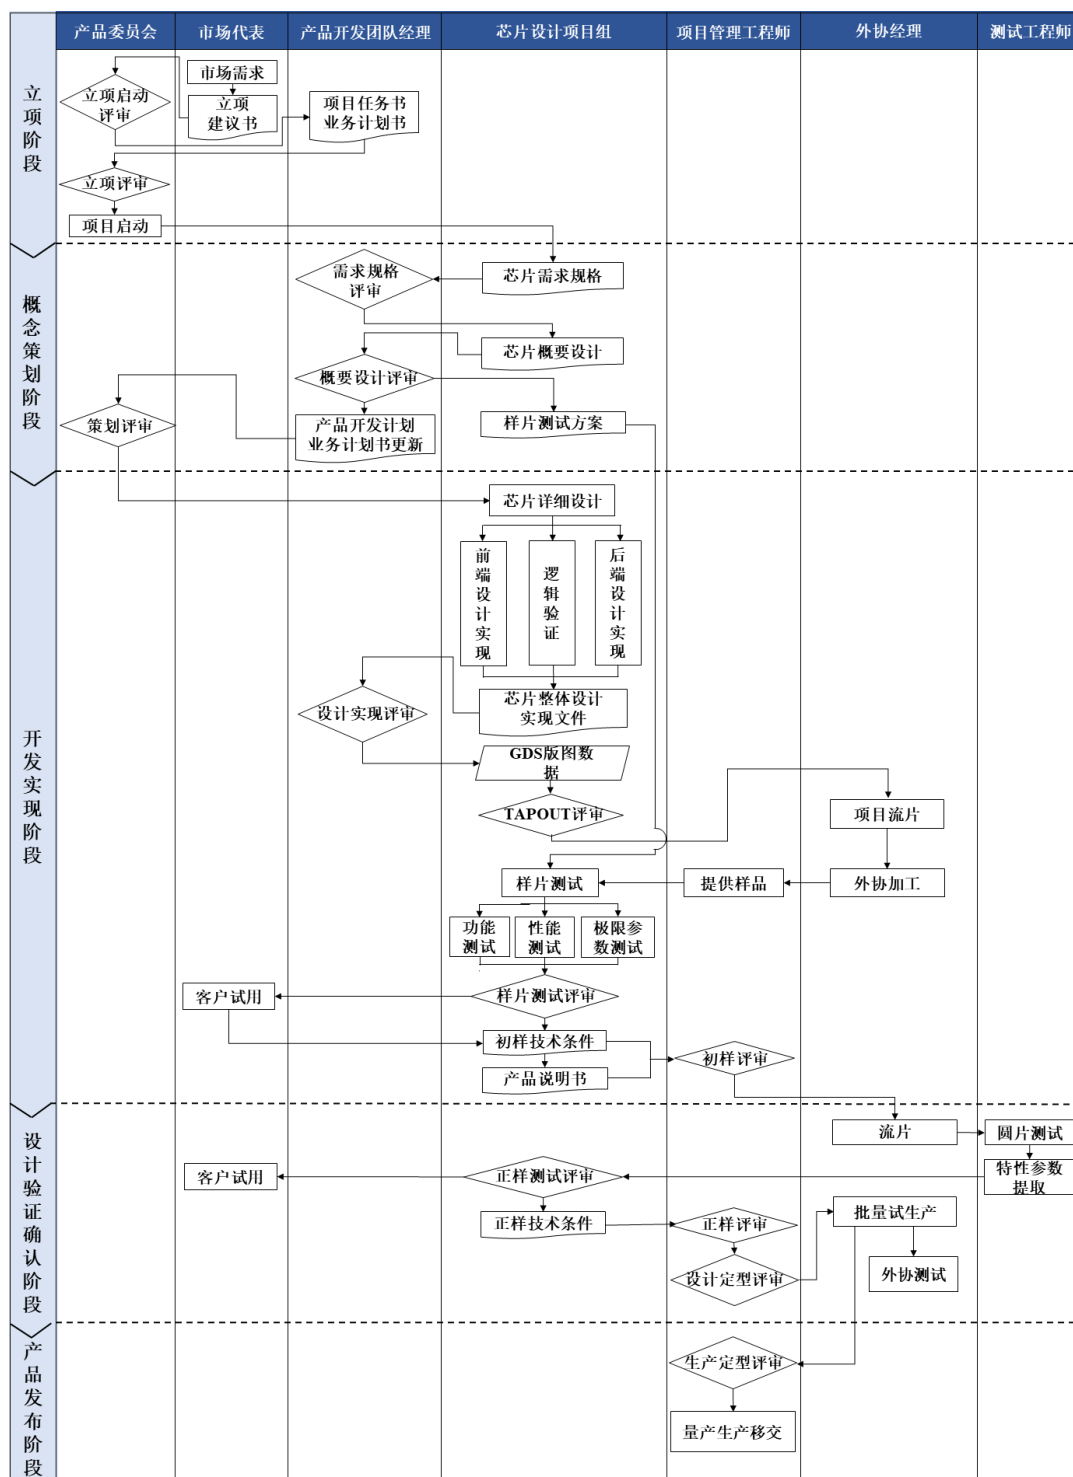 产品委员会
市场代表
产品开发团队经理
芯片设计项目组
项目管理工程师
外协经理
测试工程师
立项阶段
市场需求
立项启动
评审
立项
建议书
项目任务书
业务计划书
立项评审
项目启动
概念策划阶段
需求规格
评审
芯片需求规格
芯片概要设计
概要设计评审
策划评审
产品开发计划
业务计划书更新
样片测试方案
开发实现阶段
芯片详细设计
前端设计实现
逻辑验证
后端设计实现
设计实现评审
芯片整体设计
实现文件
GDS版图数
据
TAPOUT评审
项目流片
样片测试
提供样品
外协加工
功能
测试
性能
测试
极限参
数测试
客户试用
样片测试评审
初样技术条件
初样评审
产品说明书
设计验证确认阶段
流片
圆片测试
客户试用
正样测试评审
特性参数
提取
正样技术条件
正样评审
批量试生产
设计定型评审
外协测试
产品发布阶段
生产定型评审
量产生产移交